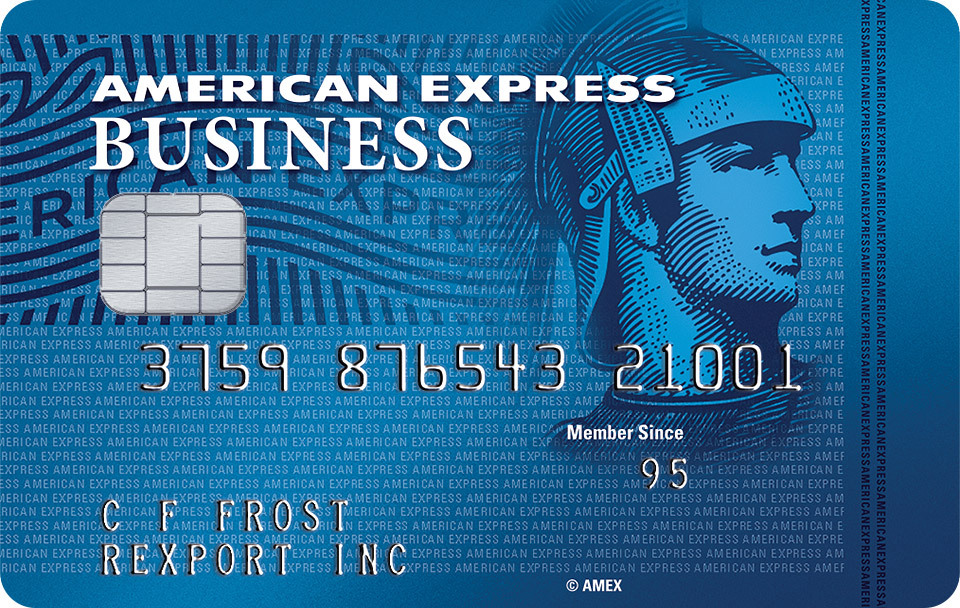 AMERICAN EXPRESS
BUSINESS
3759 876543 21001
Member Since
95
C F FROST
REXPORT INC
© AMEX